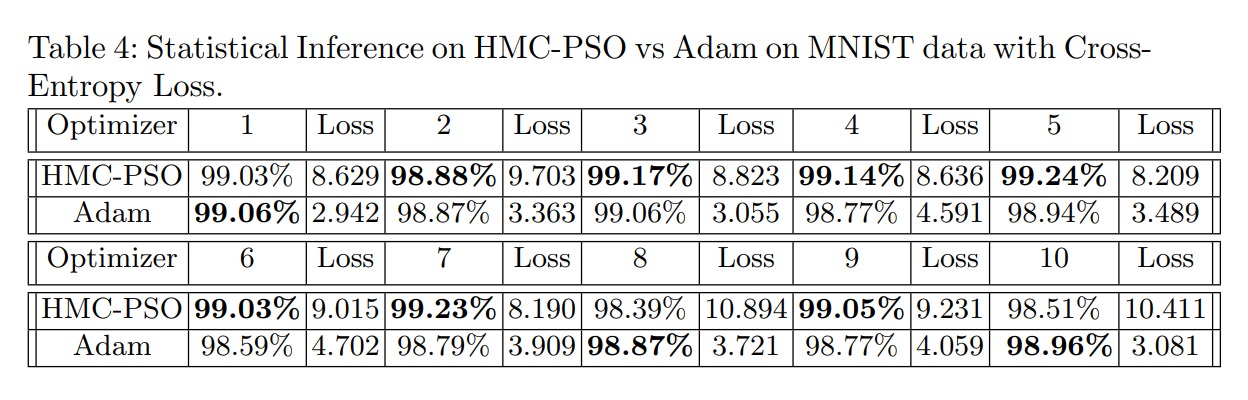 Table 4: Statistical Inference on HMC-PSO vs Adam on MNIST data with Cross-
Entropy Loss.
Optimizer 1 Loss 2 Loss 3 Loss 4 Loss 5 Loss
HMC-PSO 99.03% 8.629 98.88% 9.703 99.17% 8.823 99.14% 8.636 99.24% 8.209
Adam 99.06% 2.942 98.87% 3.363 99.06% 3.055 98.77% 4.591 98.94% 3.489
Optimizer 6 Loss 7 Loss 8 Loss 9 Loss 10 Loss
HMC-PSO 99.03% 9.015 99.23% 8.190 98.39% 10.894 99.05% 9.231 98.51% 10.411
Adam 98.59% 4.702 98.79% 3.909 98.87% 3.721 98.77% 4.059 98.96% 3.081